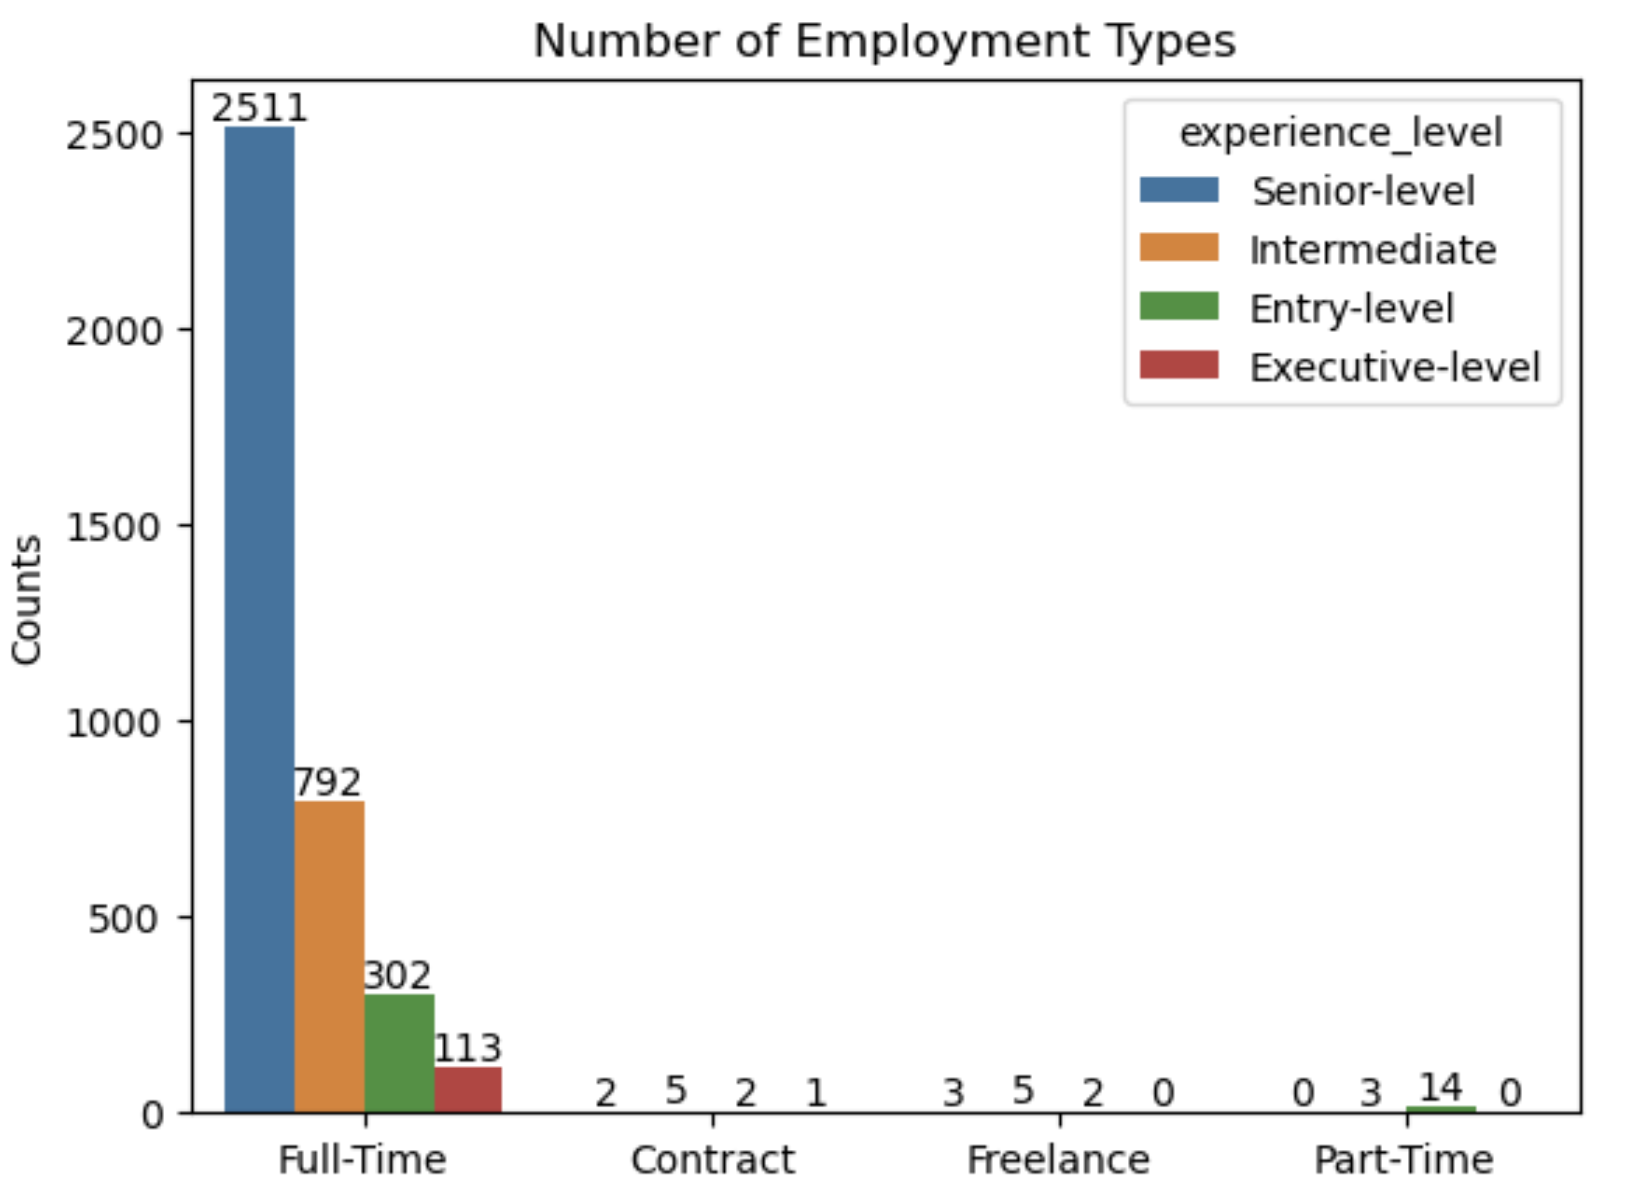 Number of Employment Types
experience_level
Senior-level
Intermediate
Entry-level
Executive-level
Counts
2500
2000
1500
1000
500
0
2511
792
302
113
2 5 2 1
3 5 2 0
0 3 14 0
Full-Time Contract Freelance Part-Time